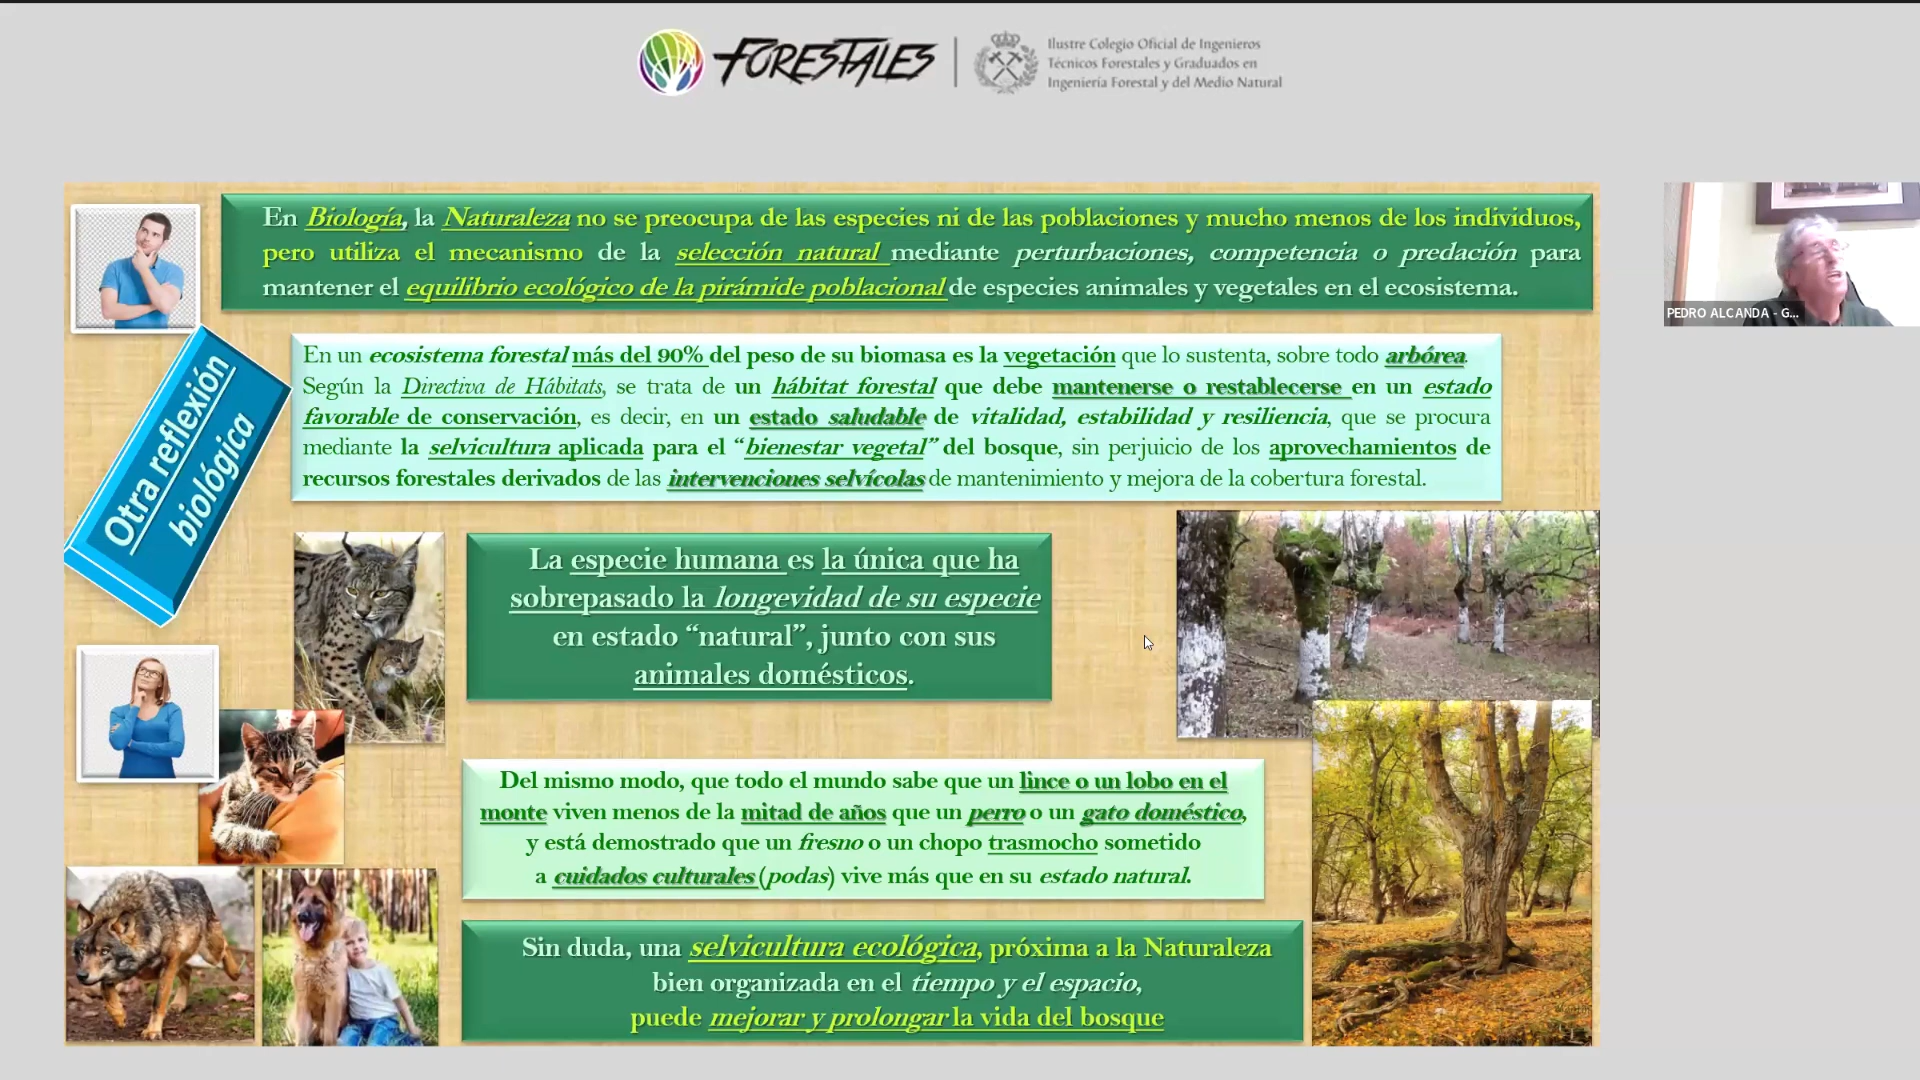 FORESTALES
Ilustre Colegio Oficial de Ingenieros
Técnicos Forestales y Graduados en
Ingeniería Forestal y del Medio Natural
En Biología, la Naturaleza no se preocupa de las especies ni de las poblaciones y mucho menos de los individuos,
pero utiliza el mecanismo de la selección natural mediante perturbaciones, competencia o predación para
mantener el equilibrio ecológico de la pirámide poblacional de especies animales y vegetales en el ecosistema.
PEDRO ALCANDA - G...
Otra reflexión
biológica
En un ecosistema forestal más del 90% del peso de su biomasa es la vegetación que lo sustenta, sobre todo arbórea.
Según la Directiva de Hábitats, se trata de un hábitat forestal que debe mantenerse o restablecerse en un estado
favorable de conservación, es decir, en un estado saludable de vitalidad, estabilidad y resiliencia, que se procura
mediante la selvicultura aplicada para el “bienestar vegetal” del bosque, sin perjuicio de los aprovechamientos de
recursos forestales derivados de las intervenciones selvícolas de mantenimiento y mejora de la cobertura forestal.
La especie humana es la única que ha
sobrepasado la longevidad de su especie
en estado “natural”, junto con sus
animales domésticos.
Del mismo modo, que todo el mundo sabe que un lince o un lobo en el
monte viven menos de la mitad de años que un perro o un gato doméstico,
y está demostrado que un fresno o un chopo trasmocho sometido
a cuidados culturales (podas) vive más que en su estado natural.
Sin duda, una selvicultura ecológica, próxima a la Naturaleza
bien organizada en el tiempo y el espacio,
puede mejorar y prolongar la vida del bosque